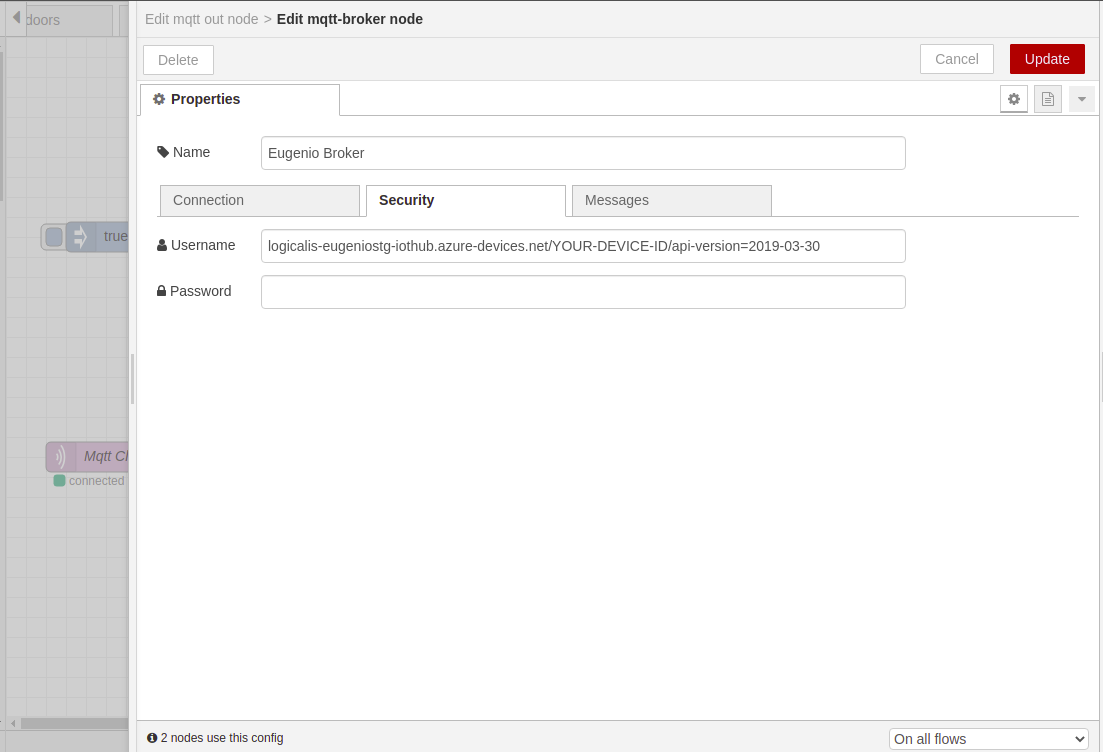 doors
Edit mqtt out node > Edit mqtt-broker node
Delete
Cancel
Update
Properties
Name
Eugenio Broker
Connection
Security
Messages
true
Username
logicalis-eugeniostg-iothub.azure-devices.net/YOUR-DEVICE-ID/api-version=2019-03-30
Password
Mqtt
connected
2 nodes use this config
On all flows